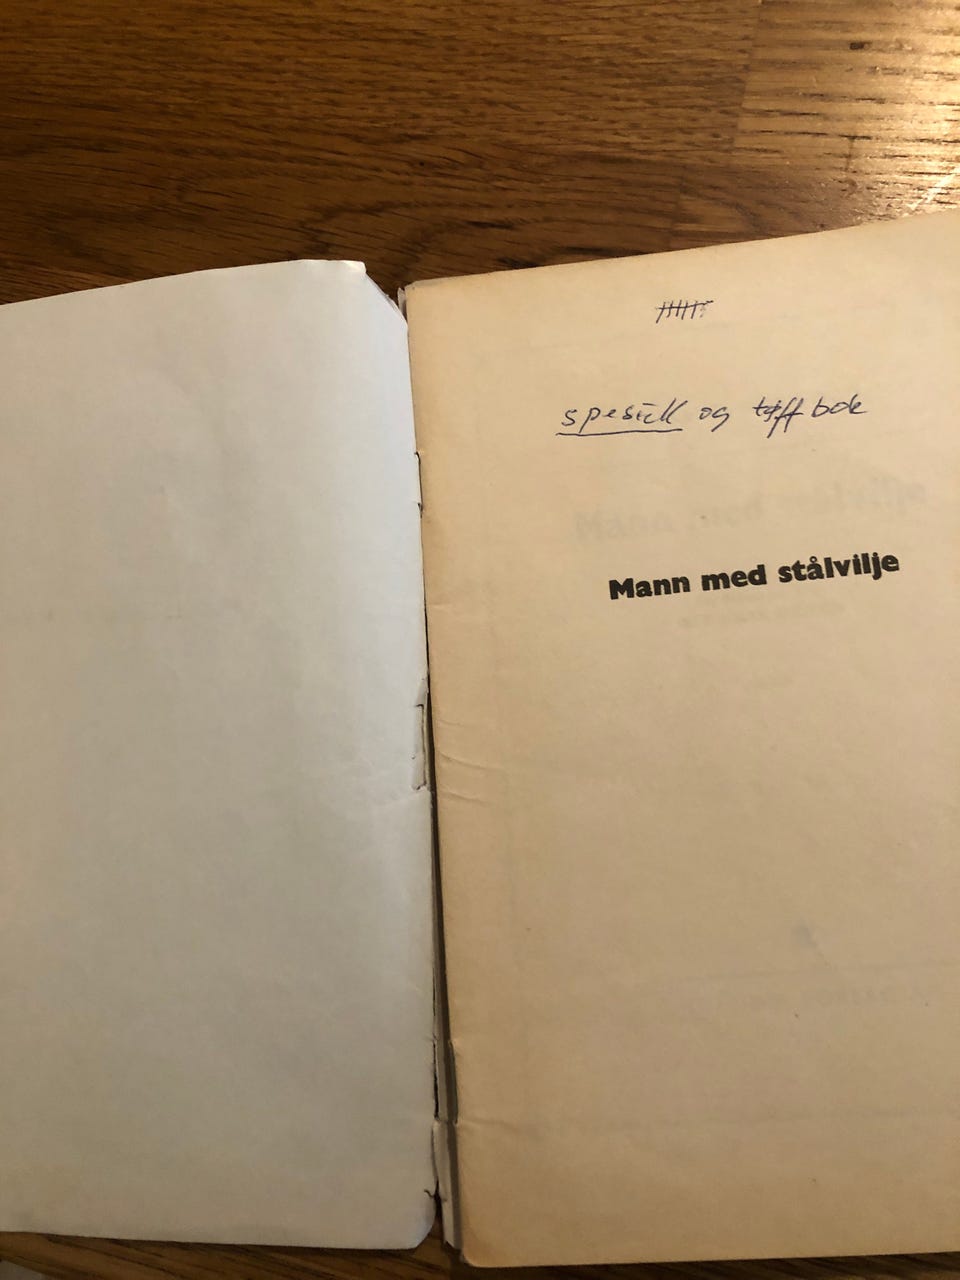 spesiell og tøff bok
Mann med stålvilje